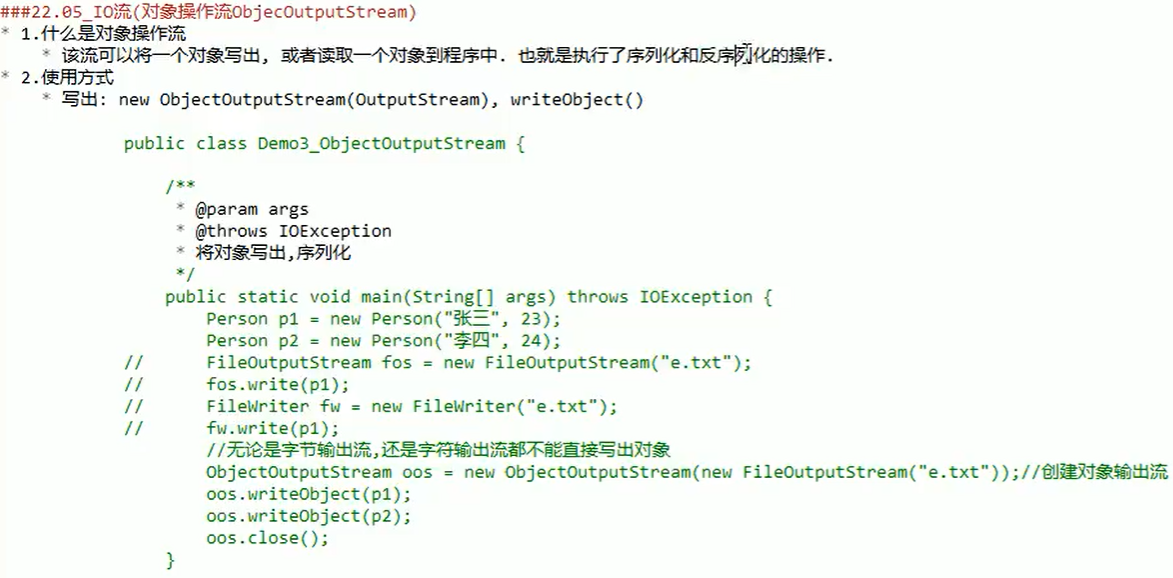 ###22.05_IO流(对象操作流ObjecOutputStream)
* 1.什么是对象操作流
* 该流可以将一个对象写出, 或者读取一个对象到程序中. 也就是执行了序列化和反序列化的操作.
* 2.使用方式
* 写出: new ObjectOutputStream(OutputStream), writeObject()
public class Demo3_ObjectOutputStream {
/**
* @param args
* @throws IOException
* 将对象写出,序列化
*/
public static void main(String[] args) throws IOException {
Person p1 = new Person("张三", 23);
Person p2 = new Person("李四", 24);
// FileOutputStream fos = new FileOutputStream("e.txt");
// fos.write(p1);
// FileWriter fw = new FileWriter("e.txt");
// fw.write(p1);
//无论是字节输出流,还是字符输出流都不能直接写出对象
ObjectOutputStream oos = new ObjectOutputStream(new FileOutputStream("e.txt"));//创建对象输出流
oos.writeObject(p1);
oos.writeObject(p2);
oos.close();
}